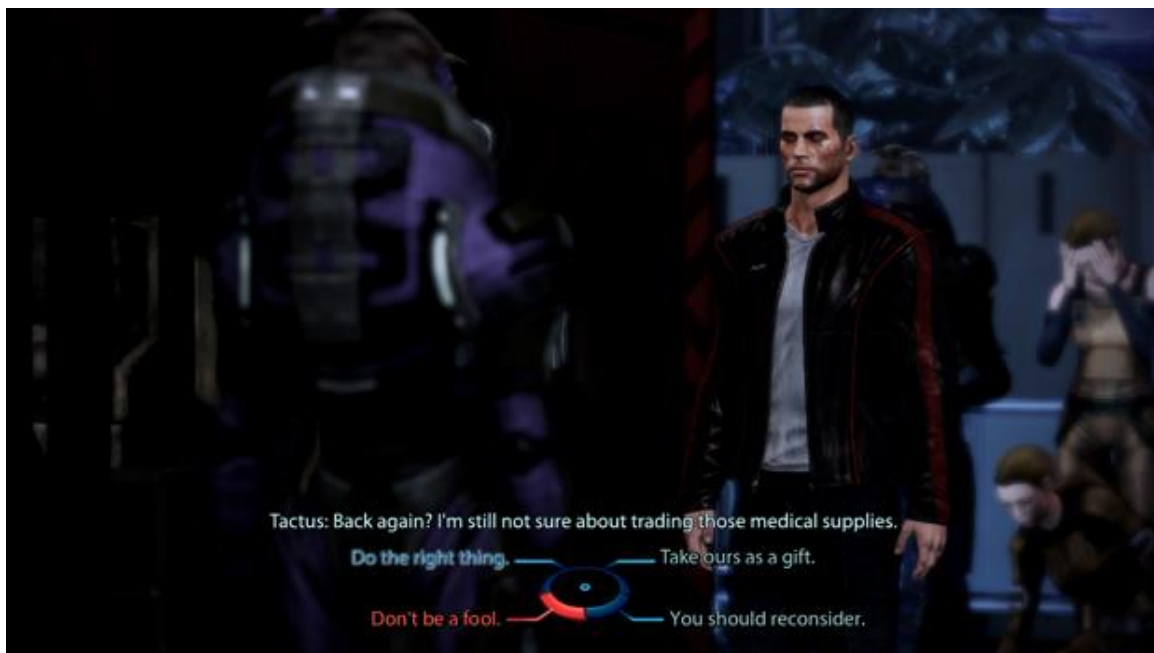 Tactus: Back again? I'm still not sure about trading those medical supplies.
Do the right thing.
Take ours as a gift.
Don't be a fool.
You should reconsider.